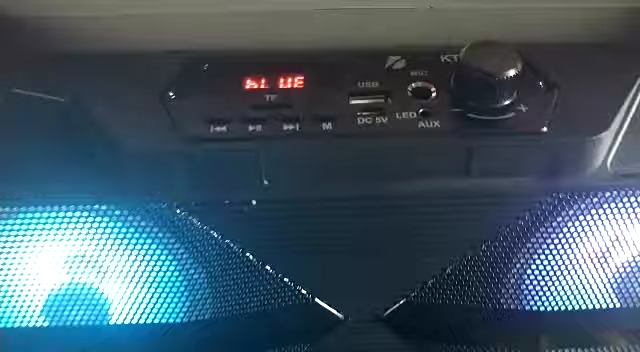 KT
MIC
bLUE
USB
TF
DC 5V
LED
AUX
M
+